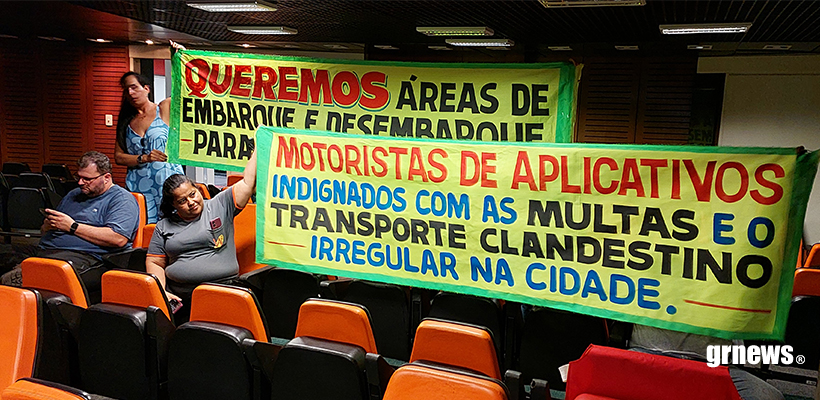 QUEREMOS ÁREAS DE
EMBARQUE E DESEMBARQUE
PARA
MOTORISTAS DE APLICATIVOS
INDIGNADOS COM AS MULTAS E O
TRANSPORTE CLANDESTINO
IRREGULAR NA CIDADE.
grnews®